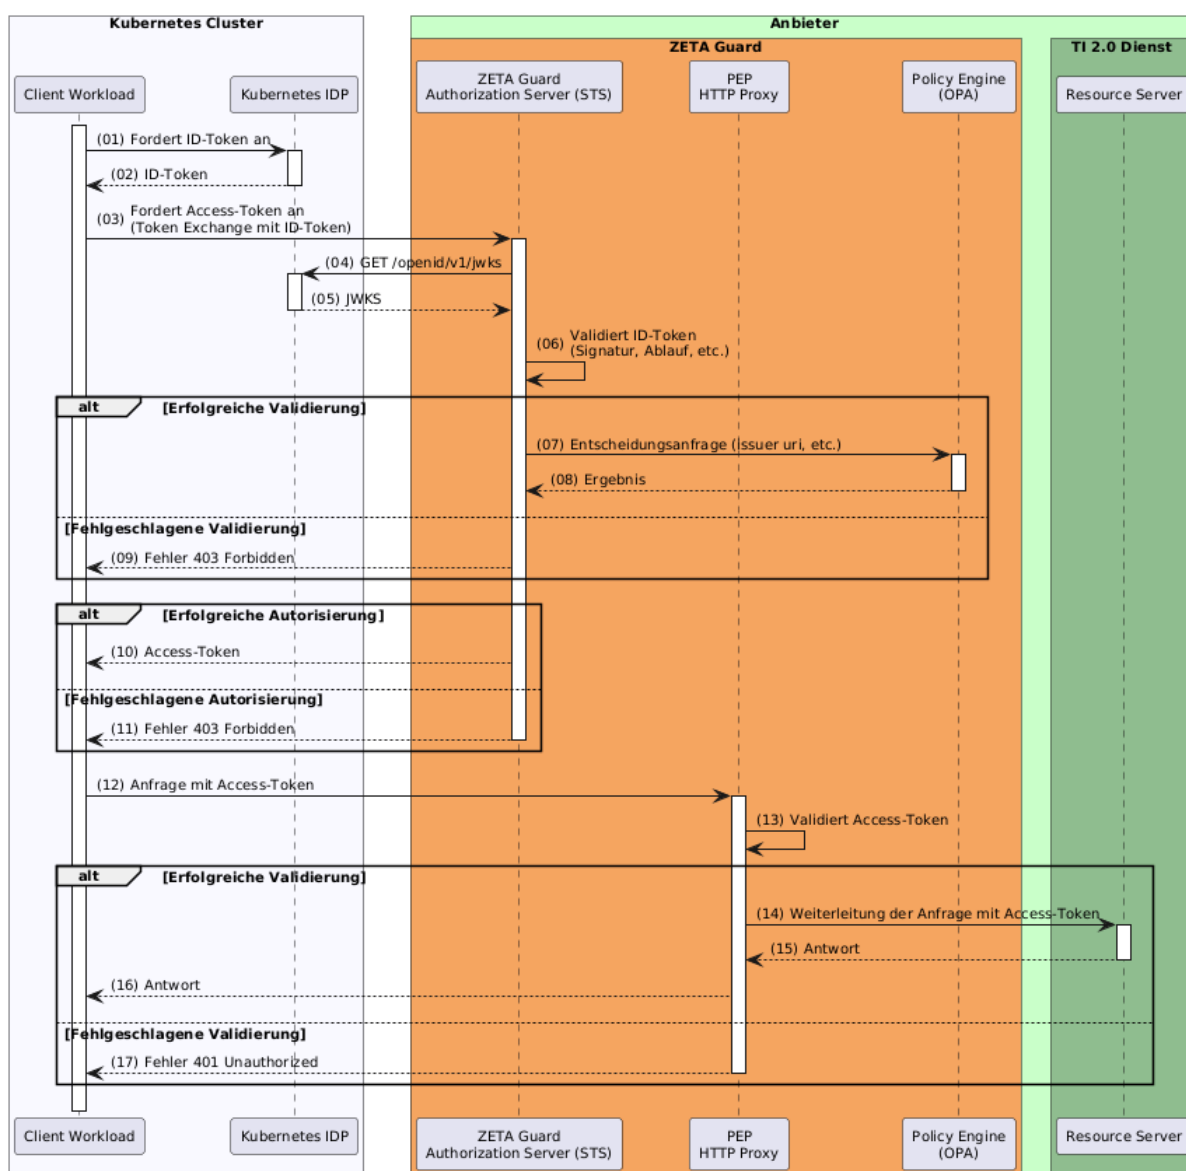 Kubernetes Cluster
Anbieter
ZETA Guard
TI 2.0 Dienst
Client Workload
Kubernetes IDP
ZETA Guard
Authorization Server (STS)
PEP
HTTP Proxy
Policy Engine
(OPA)
Resource Server
(01) Fordert ID-Token an
(02) ID-Token
(03) Fordert Access-Token an
(Token Exchange mit ID-Token)
(04) GET /openid/v1/jwks
(05) JWKS
(06) Validiert ID-Token
(Signatur, Ablauf, etc.)
alt [Erfolgreiche Validierung]
(07) Entscheidungsanfrage (issuer uri, etc.)
(08) Ergebnis
[Fehlgeschlagene Validierung]
(09) Fehler 403 Forbidden
alt [Erfolgreiche Autorisierung]
(10) Access-Token
[Fehlgeschlagene Autorisierung]
(11) Fehler 403 Forbidden
(12) Anfrage mit Access-Token
(13) Validiert Access-Token
alt [Erfolgreiche Validierung]
(14) Weiterleitung der Anfrage mit Access-Token
(15) Antwort
(16) Antwort
[Fehlgeschlagene Validierung]
(17) Fehler 401 Unauthorized
Client Workload
Kubernetes IDP
ZETA Guard
Authorization Server (STS)
PEP
HTTP Proxy
Policy Engine
(OPA)
Resource Server